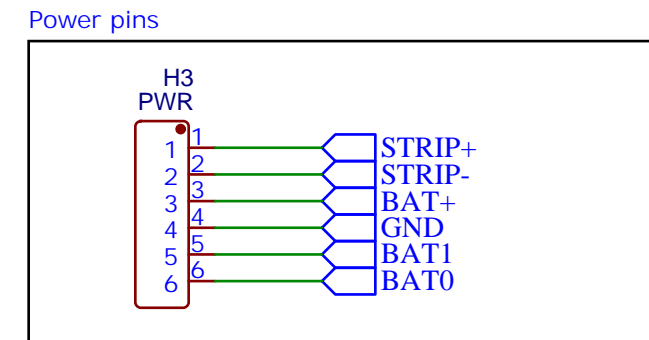 Power pins
H3
PWR
1 1 STRIP+
2 2 STRIP-
3 3 BAT+
4 4 GND
5 5 BAT1
6 6 BAT0